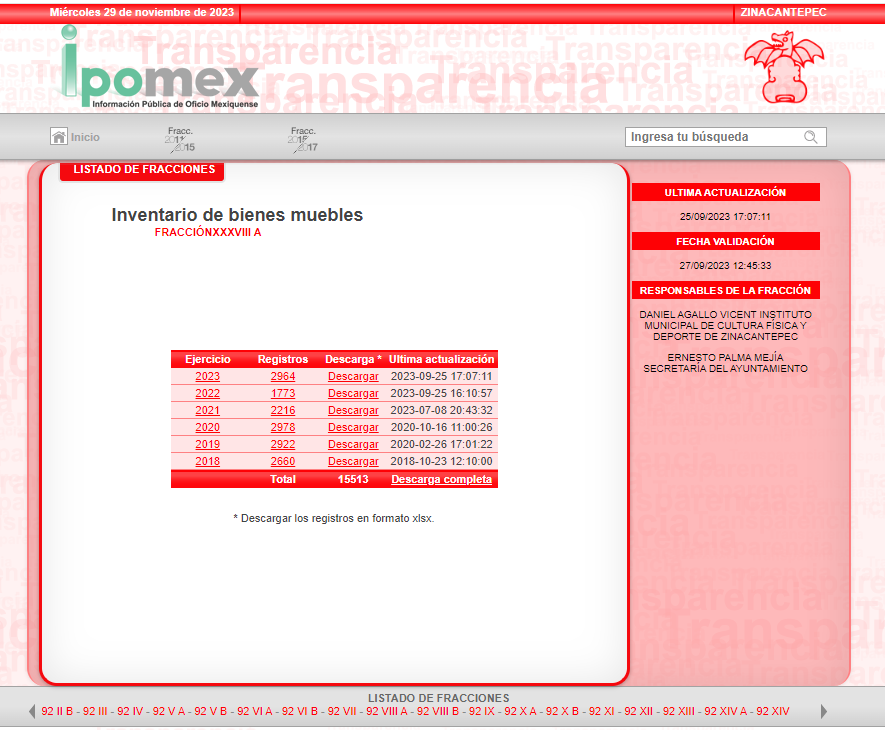 Miércoles 29 de noviembre de 2023
ZINACANTEPEC
Transparencia
ipomex
Información Pública de Oficio Mexiquense
Inicio
Fracc.
2011
2015
Fracc.
2015
2017
Ingresa tu búsqueda
LISTADO DE FRACCIONES
Inventario de bienes muebles
FRACCIÓNXXXVIII A
Ejercicio Registros Descarga * Ultima actualización
2023 2964 Descargar 2023-09-25 17:07:11
2022 1773 Descargar 2023-09-25 16:10:57
2021 2216 Descargar 2023-07-08 20:43:32
2020 2978 Descargar 2020-10-16 11:00:26
2019 2922 Descargar 2020-02-26 17:01:22
2018 2660 Descargar 2018-10-23 12:10:00
Total 15513 Descarga completa
* Descargar los registros en formato xlsx.
ULTIMA ACTUALIZACIÓN
25/09/2023 17:07:11
FECHA VALIDACIÓN
27/09/2023 12:45:33
RESPONSABLES DE LA FRACCIÓN
DANIEL AGALLO VICENT INSTITUTO
MUNICIPAL DE CULTURA FÍSICA Y
DEPORTE DE ZINACANTEPEC
ERNESTO PALMA MEJÍA
SECRETARÍA DEL AYUNTAMIENTO
LISTADO DE FRACCIONES
92 II B - 92 III - 92 IV - 92 V A - 92 V B - 92 VI A - 92 VI B - 92 VII - 92 VIII A - 92 VIII B - 92 IX - 92 X A - 92 X B - 92 XI - 92 XII - 92 XIII - 92 XIV A - 92 XIV